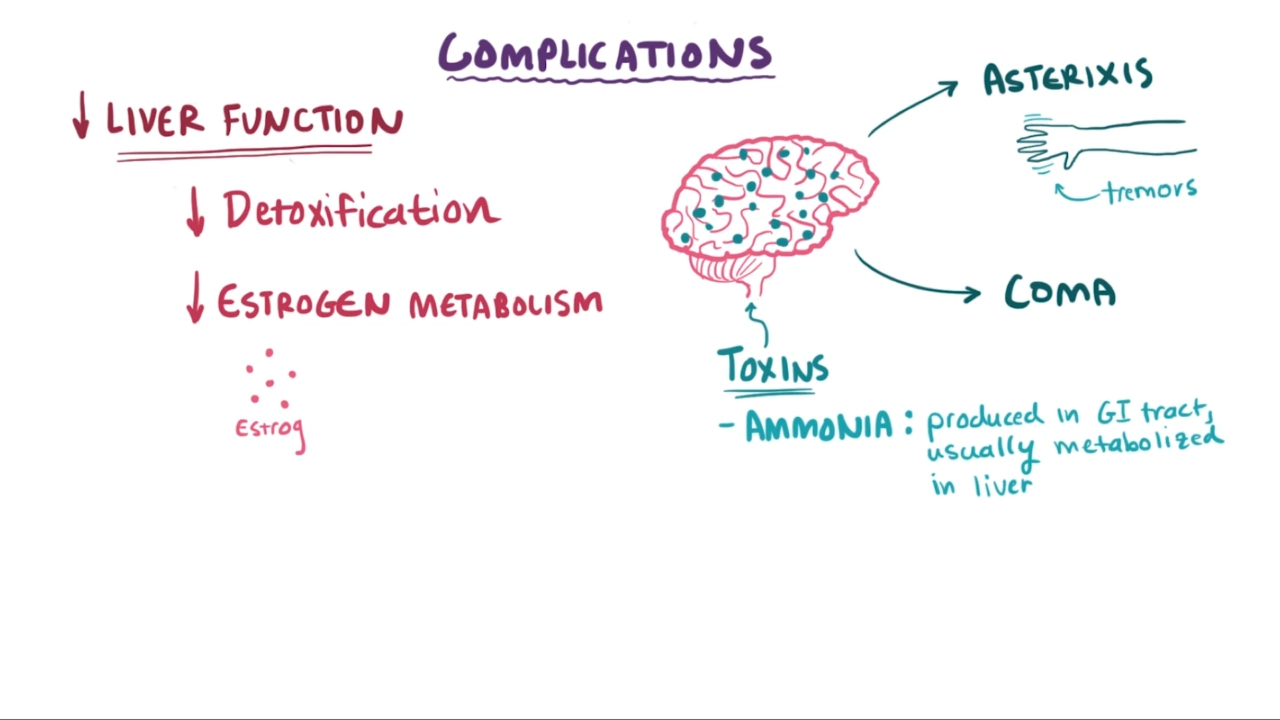 COMPLICATIONS
↓ LIVER FUNCTION
↓ Detoxification
↓ ESTROGEN METABOLISM
Estrog
ASTERIXIS
tremors
COMA
TOXINS
- AMMONIA: produced in GI tract,
usually metabolized
in liver